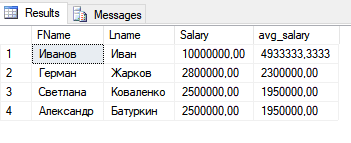 Results Messages
FName Lname Salary avg_salary
1 Иванов Иван 10000000,00 4933333,3333
2 Герман Жарков 2800000,00 2300000,00
3 Светлана Коваленко 2500000,00 1950000,00
4 Александр Батуркин 2500000,00 1950000,00